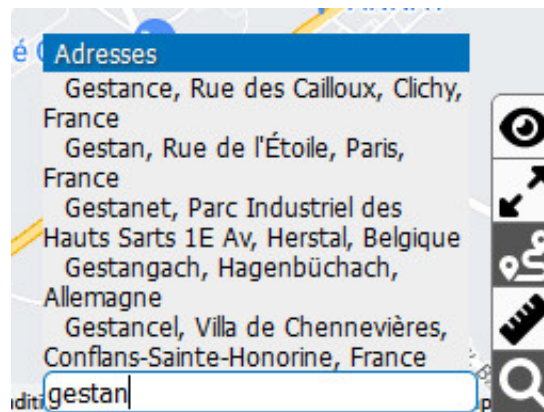 é
Adresses
Gestance, Rue des Cailloux, Clichy,
France
Gestan, Rue de l'Étoile, Paris,
France
Gestanet, Parc Industriel des
Hauts Sarts 1E Av, Herstal, Belgique
Gestangach, Hagenbüchach,
Allemagne
Gestancel, Villa de Chennevières,
Conflans-Sainte-Honorine, France
gestan